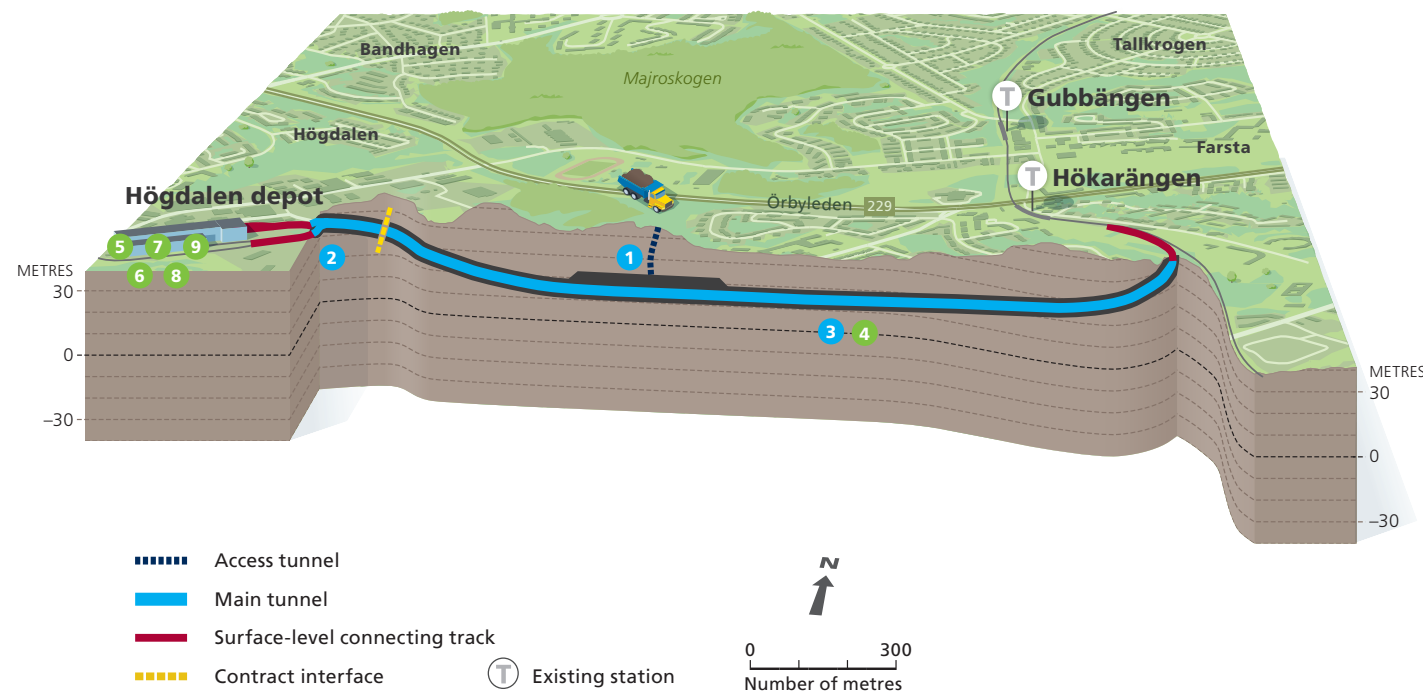 Bandhagen
Tallkrogen
Majroskogen
Gubbängen
Högdalen
Farsta
Hökarängen
Högdalen depot
Örbyleden 229
5 7 9
6 8
2
1
3 4
METRES
30
0
–30
METRES
30
0
–30
Access tunnel
Main tunnel
Surface-level connecting track
Contract interface
T Existing station
N
0 300
Number of metres
T
T